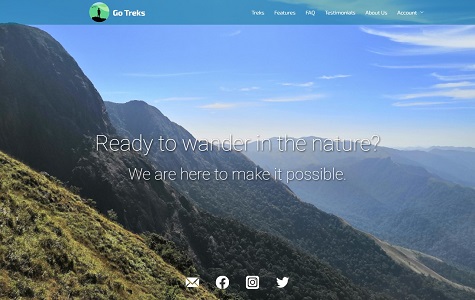 Go Treks
Treks Features FAQ Testimonials About Us Account
Ready to wander in the nature?
We are here to make it possible.